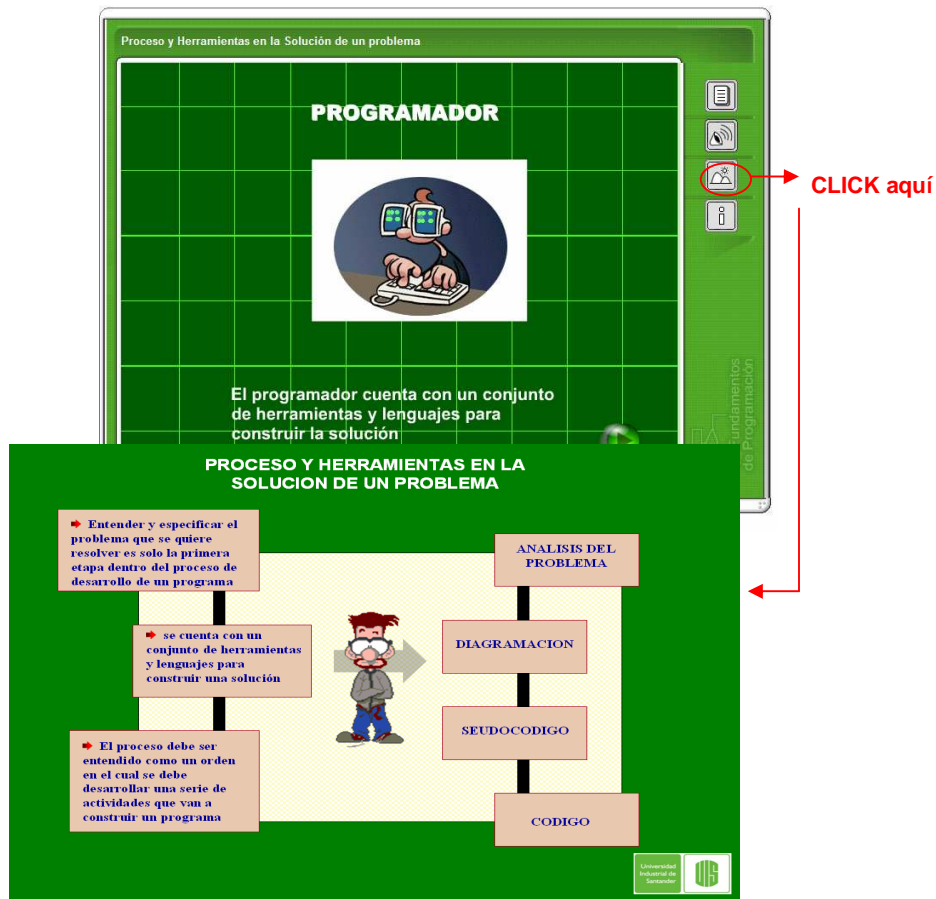 Proceso y Herramientas en la Solución de un problema
PROGRAMADOR
El programador cuenta con un conjunto
de herramientas y lenguajes para
construir la solución
CLICK aquí
Fundamentos
de Programación
PROCESO Y HERRAMIENTAS EN LA
SOLUCION DE UN PROBLEMA
Entender y especificar el
problema que se quiere
resolver es solo la primera
etapa dentro del proceso de
desarrollo de un programa
se cuenta con un
conjunto de herramientas
y lenguajes para
construir una solución
El proceso debe ser
entendido como un orden
en el cual se debe
desarrollar una serie de
actividades que van a
construir un programa
ANALISIS DEL
PROBLEMA
DIAGRAMACION
SEUDOCODIGO
CODIGO
Universidad
Industrial de
Santander
UIS